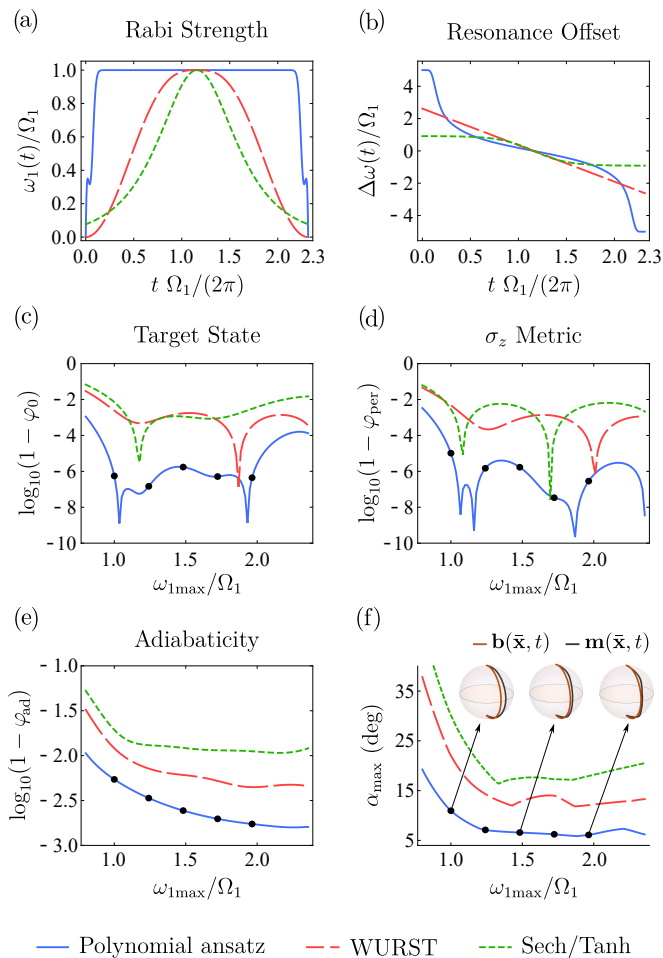 (a)
Rabi Strength
ω₁(t)/Ω₁
1.0
0.8
0.6
0.4
0.2
0.0
0.0 0.5 1.0 1.5 2.0 2.3
t Ω₁/(2π)
(b)
Resonance Offset
Δω(t)/Ω₁
4
2
0
- 2
- 4
0.0 0.5 1.0 1.5 2.0 2.3
t Ω₁/(2π)
(c)
Target State
log₁₀(1 − φ₀)
0
- 2
- 4
- 6
- 8
- 10
1.0 1.5 2.0
ω₁max/Ω₁
(d)
σz Metric
log₁₀(1 − φper)
0
- 2
- 4
- 6
- 8
- 10
1.0 1.5 2.0
ω₁max/Ω₁
(e)
Adiabaticity
log₁₀(1 − φad)
- 1.0
- 1.5
- 2.0
- 2.5
- 3.0
1.0 1.5 2.0
ω₁max/Ω₁
(f)
b(x̄, t) m(x̄, t)
αmax (deg)
35
25
15
5
1.0 1.5 2.0
ω₁max/Ω₁
Polynomial ansatz WURST Sech/Tanh